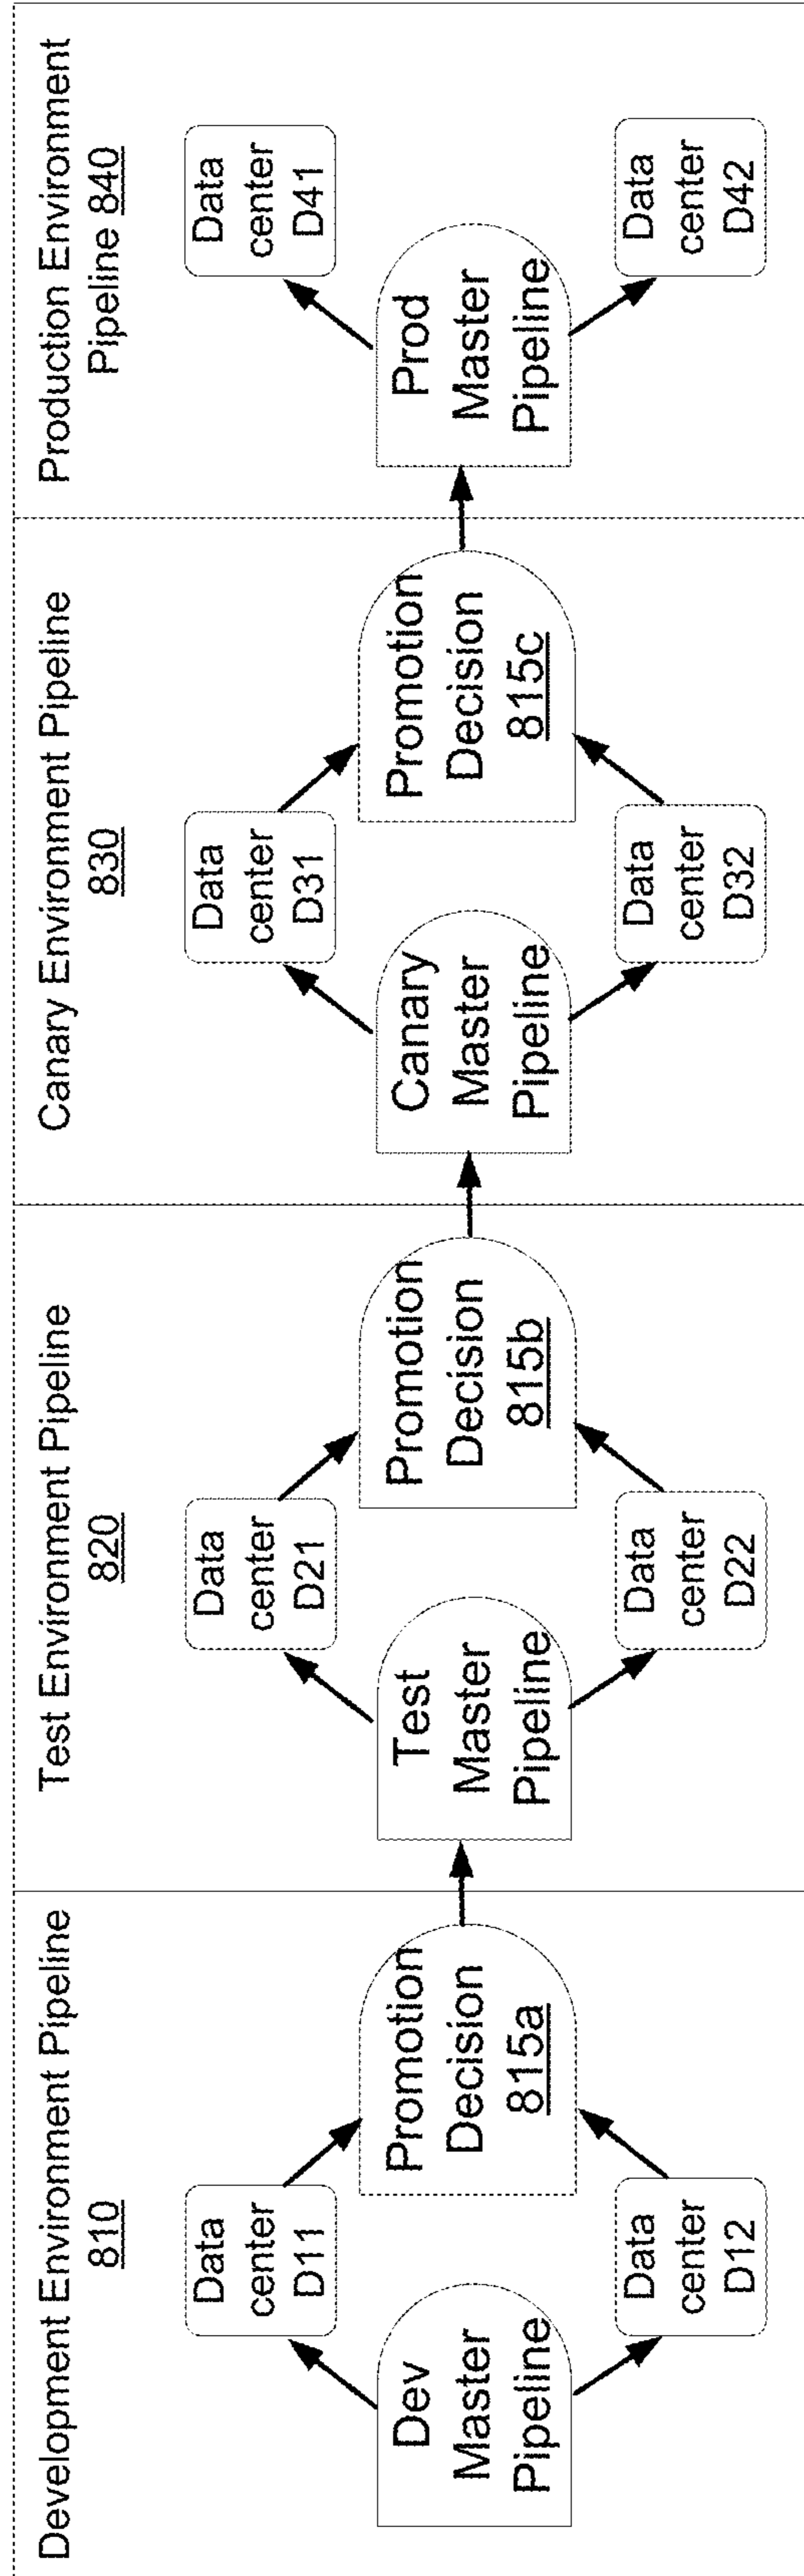 Development Environment Pipeline
810
Data
center
D11
Dev
Master
Pipeline
Promotion
Decision
815a
Data
center
D12
Test Environment Pipeline
820
Data
center
D21
Test
Master
Pipeline
Promotion
Decision
815b
Data
center
D22
Canary Environment Pipeline
830
Data
center
D31
Canary
Master
Pipeline
Promotion
Decision
815c
Data
center
D32
Production Environment
Pipeline 840
Data
center
D41
Prod
Master
Pipeline
Data
center
D42